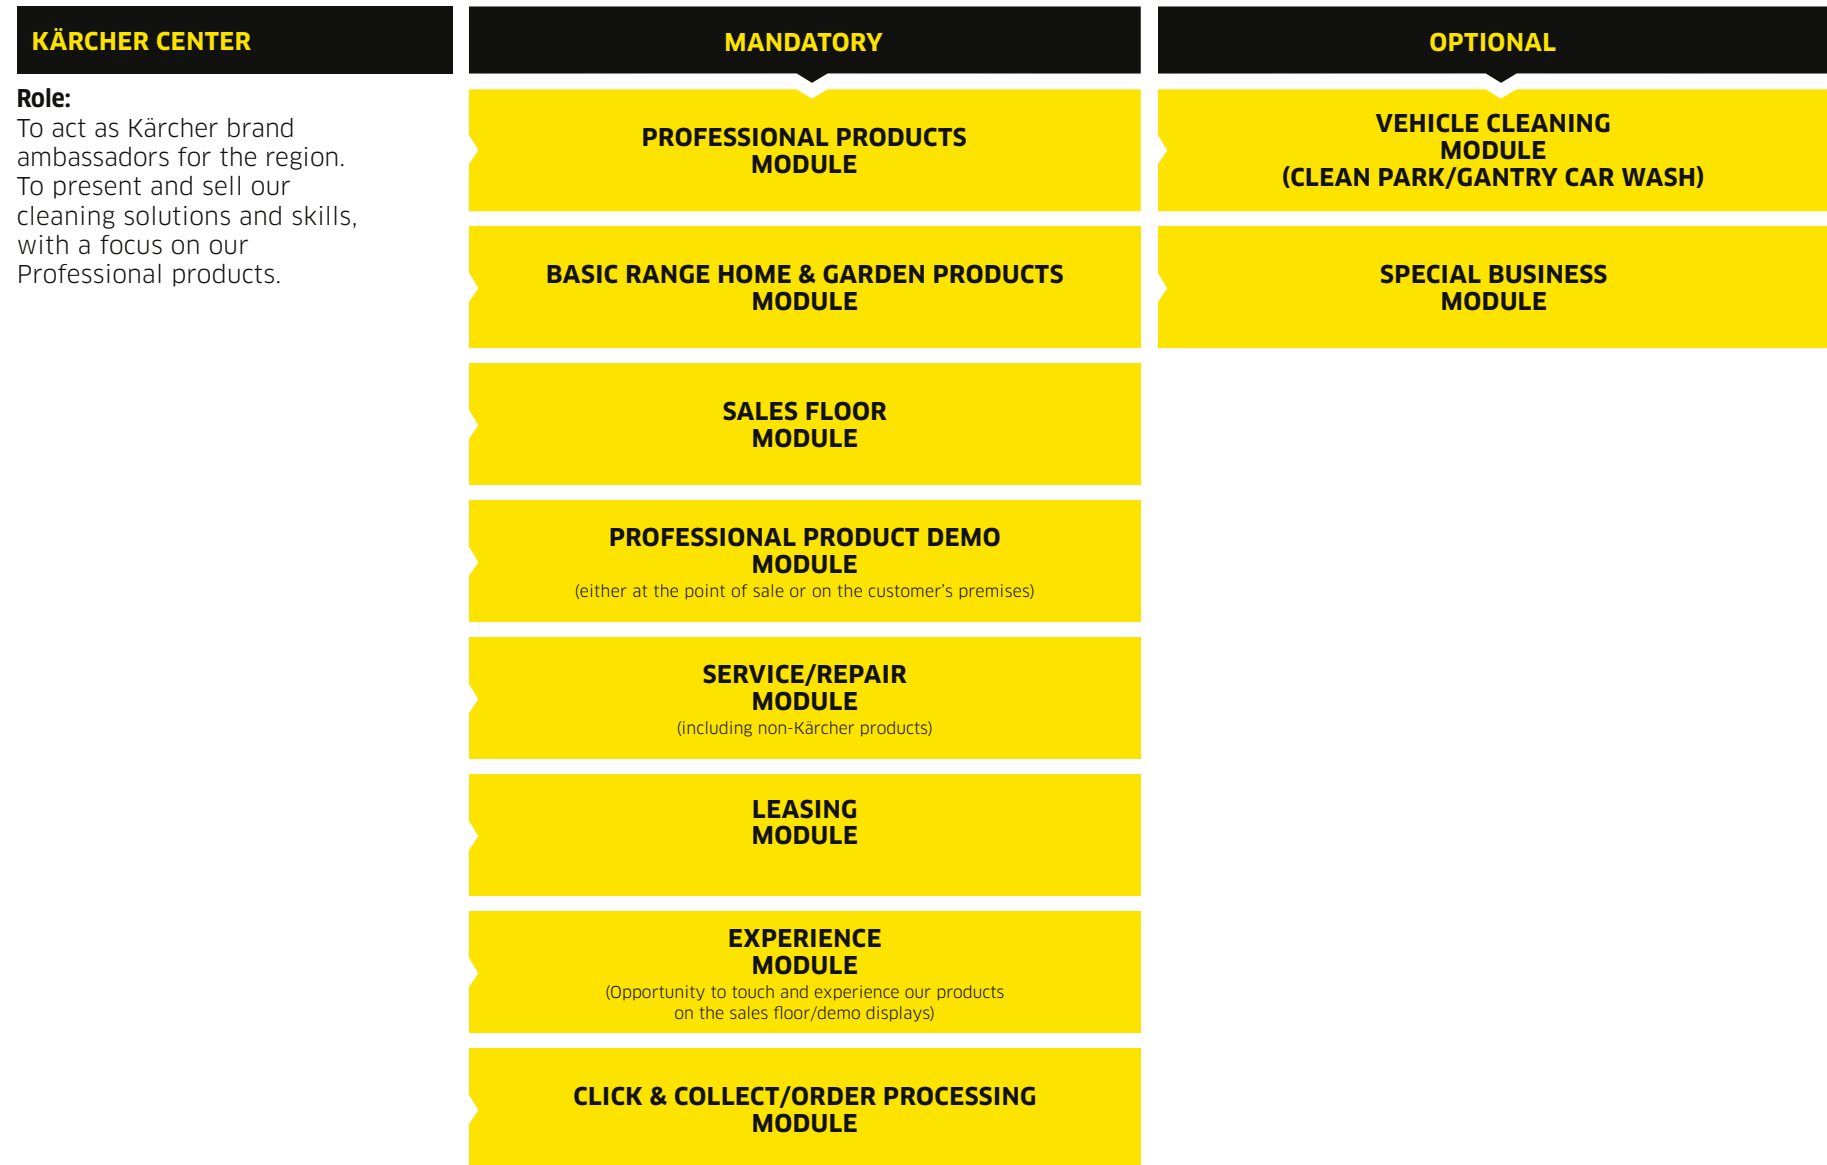 KÄRCHER CENTER
Role:
To act as Kärcher brand
ambassadors for the region.
To present and sell our
cleaning solutions and skills,
with a focus on our
Professional products.
MANDATORY
PROFESSIONAL PRODUCTS
MODULE
BASIC RANGE HOME & GARDEN PRODUCTS
MODULE
SALES FLOOR
MODULE
PROFESSIONAL PRODUCT DEMO
MODULE
(either at the point of sale or on the customer's premises)
SERVICE/REPAIR
MODULE
(including non-Kärcher products)
LEASING
MODULE
EXPERIENCE
MODULE
(Opportunity to touch and experience our products
on the sales floor/demo displays)
CLICK & COLLECT/ORDER PROCESSING
MODULE
OPTIONAL
VEHICLE CLEANING
MODULE
(CLEAN PARK/GANTRY CAR WASH)
SPECIAL BUSINESS
MODULE